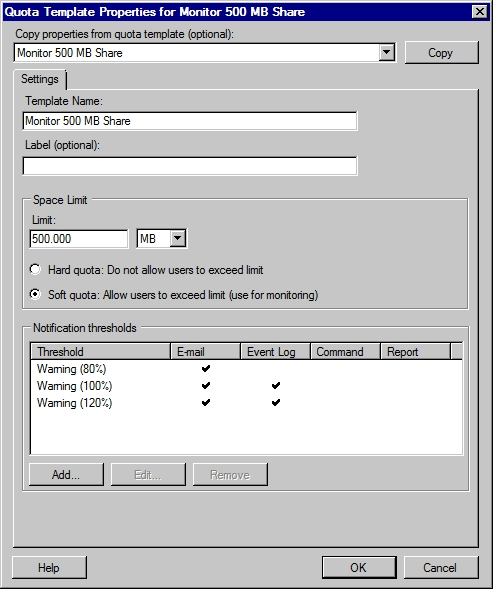 Quota Template Properties for Monitor 500 MB Share
Copy properties from quota template (optional):
Monitor 500 MB Share
Copy
Settings
Template Name:
Monitor 500 MB Share
Label (optional):
Space Limit
Limit:
500.000 MB
Hard quota: Do not allow users to exceed limit
Soft quota: Allow users to exceed limit (use for monitoring)
Notification thresholds
Threshold E-mail Event Log Command Report
Warning (80%)
Warning (100%)
Warning (120%)
Add... Edit... Remove
Help OK Cancel